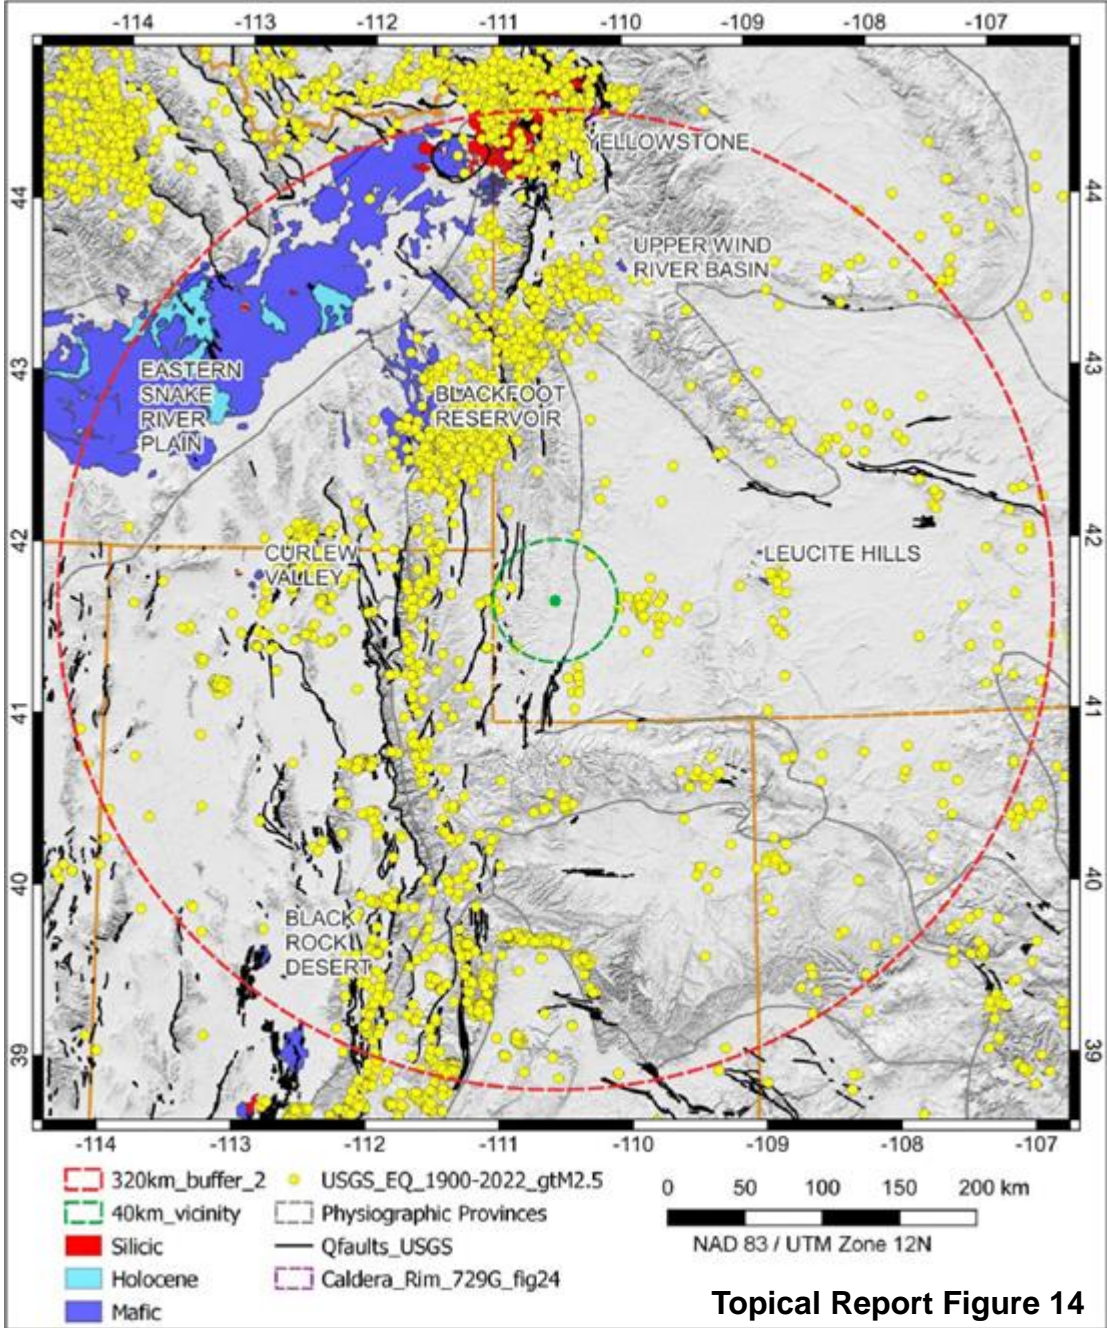 -114 -113 -112 -111 -110 -109 -108 -107
YELLOWSTONE
44
44
UPPER WIND
RIVER BASIN
43
43
EASTERN
SNAKE
RIVER
PLAIN
BLACKFOOT
RESERVOIR
42
42
CURLEW
VALLEY
LEUCITE HILLS
41
41
40
40
BLACK
ROCK
DESERT
39
39
-114 -113 -112 -111 -110 -109 -108 -107
320km_buffer_2
40km_vicinity
Silicic
Holocene
Mafic
USGS_EQ_1900-2022_gtM2.5
Physiographic Provinces
Qfaults_USGS
Caldera_Rim_729G_fig24
0 50 100 150 200 km
NAD 83 / UTM Zone 12N
Topical Report Figure 14